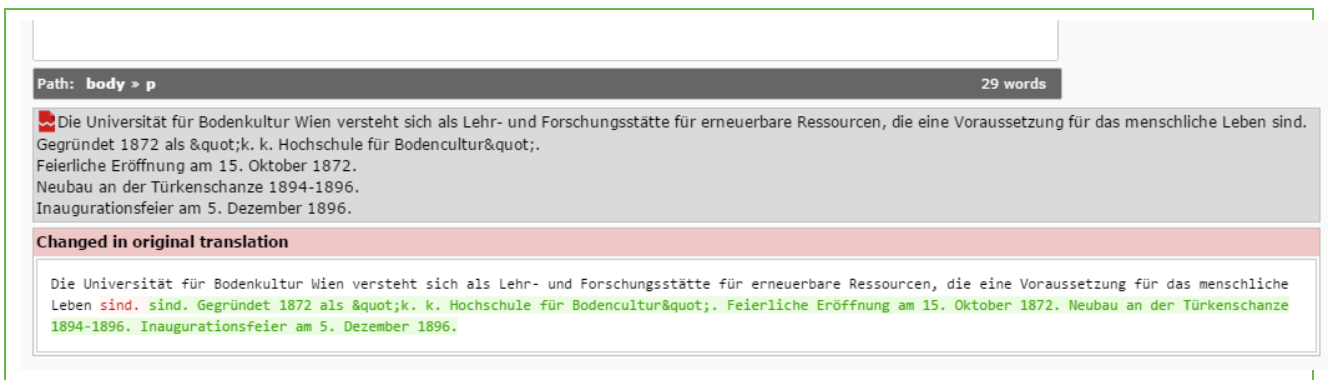 Path: body » p 29 words
Die Universität für Bodenkultur Wien versteht sich als Lehr- und Forschungsstätte für erneuerbare Ressourcen, die eine Voraussetzung für das menschliche Leben sind.
Gegründet 1872 als &quot;k. k. Hochschule für Bodencultur&quot;.
Feierliche Eröffnung am 15. Oktober 1872.
Neubau an der Türkenschanze 1894-1896.
Inaugurationsfeier am 5. Dezember 1896.
Changed in original translation
Die Universität für Bodenkultur Wien versteht sich als Lehr- und Forschungsstätte für erneuerbare Ressourcen, die eine Voraussetzung für das menschliche
Leben sind. sind. Gegründet 1872 als &quot;k. k. Hochschule für Bodencultur&quot;. Feierliche Eröffnung am 15. Oktober 1872. Neubau an der Türkenschanze
1894-1896. Inaugurationsfeier am 5. Dezember 1896.